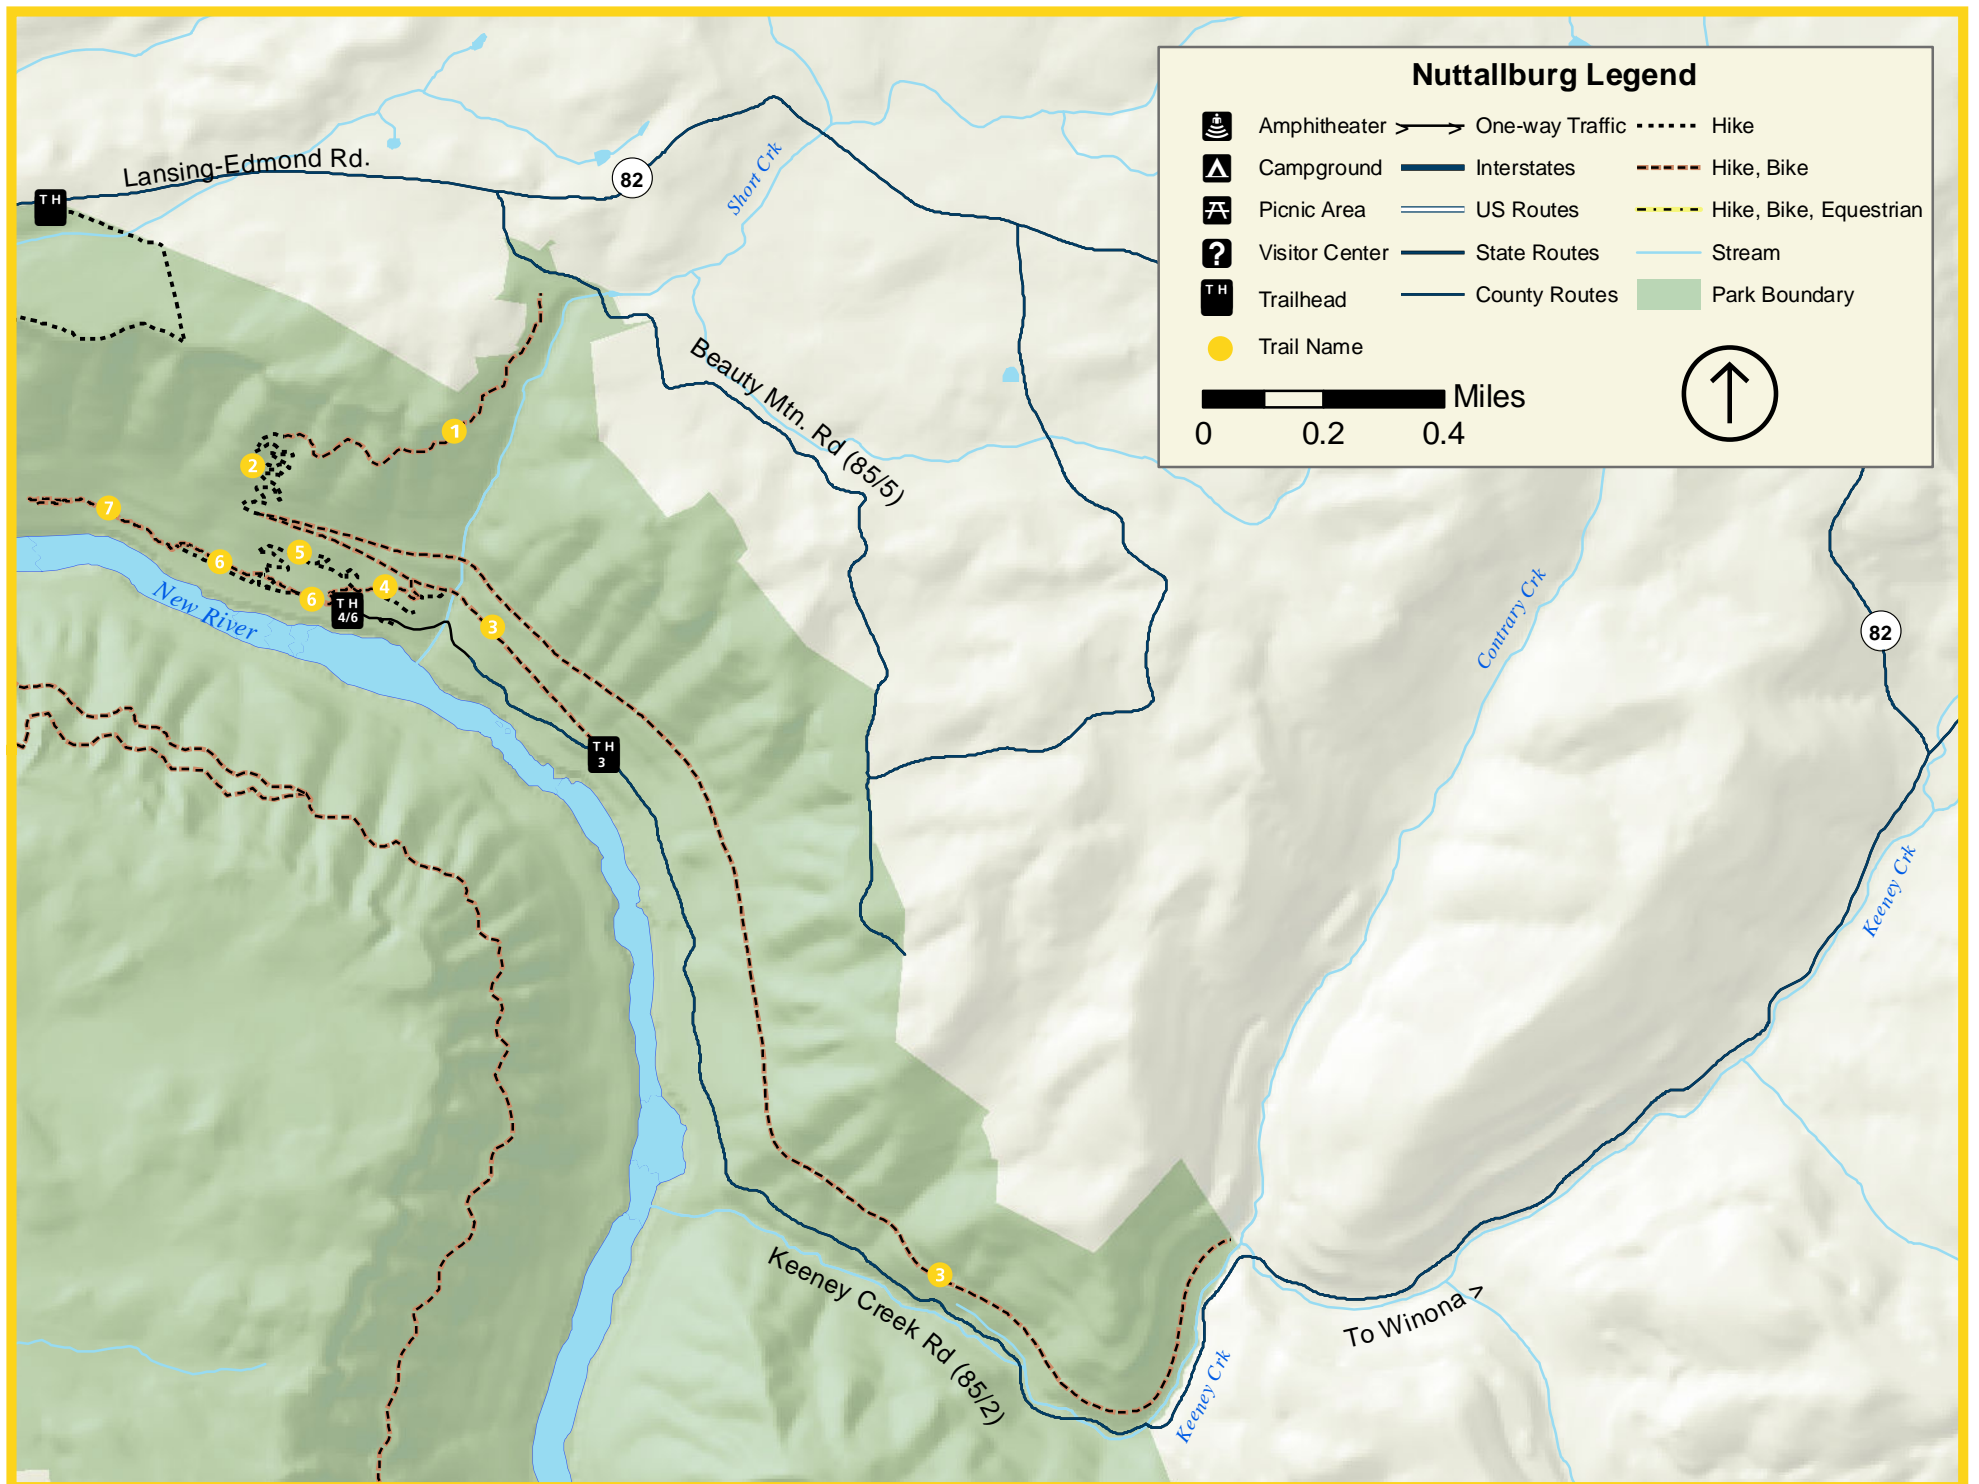 Nuttallburg Legend
Amphitheater
One-way Traffic
Hike
Campground
Interstates
Hike, Bike
Picnic Area
US Routes
Hike, Bike, Equestrian
?
Visitor Center
State Routes
Stream
T H
Trailhead
County Routes
Park Boundary
Trail Name
Miles
0
0.2
0.4
Lansing-Edmond Rd.
T H
82
Short Crk
Beauty Mtn. Rd (85/5)
1
2
7
5
6
4
6
T H
4/6
3
New River
Contrary Crk
82
T H
3
Keeney Crk
3
Keeney Creek Rd (85/2)
To Winona >
Keeney Crk